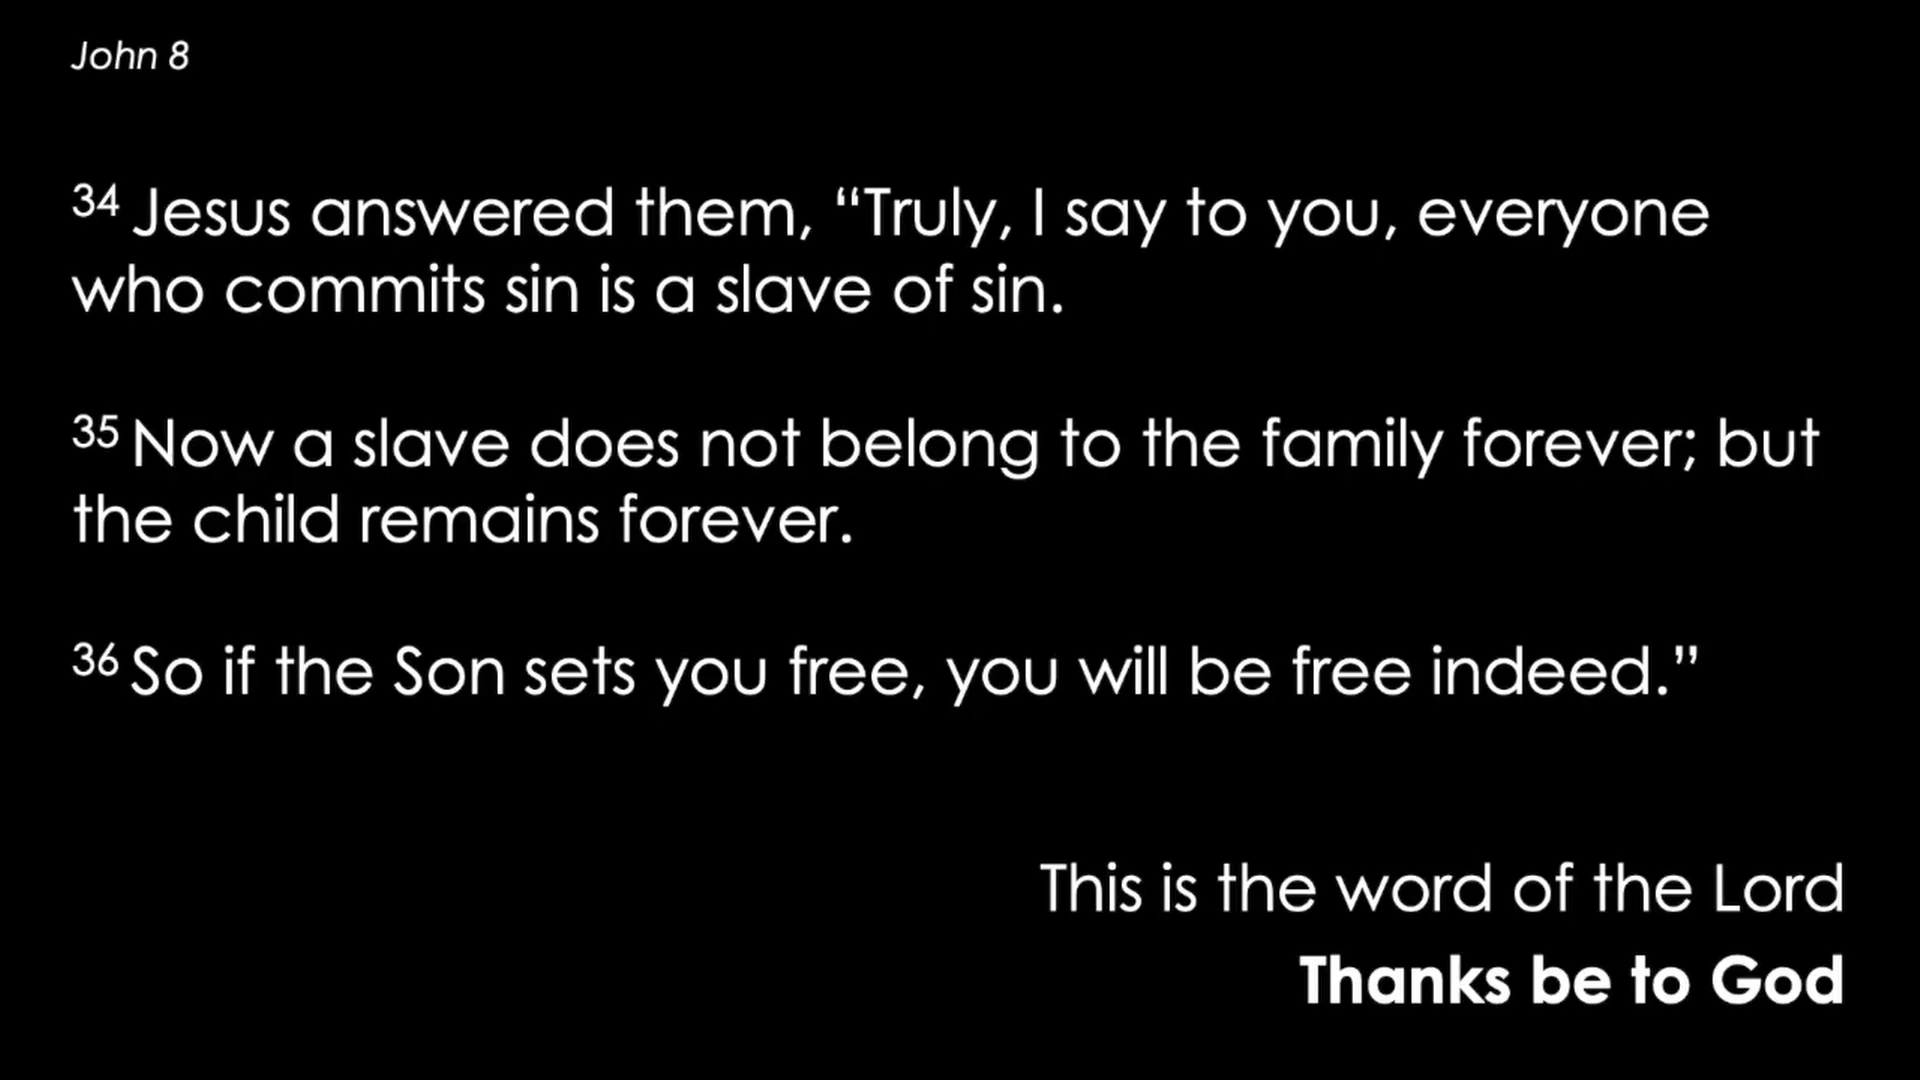 John 8
34 Jesus answered them, “Truly, I say to you, everyone
who commits sin is a slave of sin.
35 Now a slave does not belong to the family forever; but
the child remains forever.
36 So if the Son sets you free, you will be free indeed.”
This is the word of the Lord
Thanks be to God